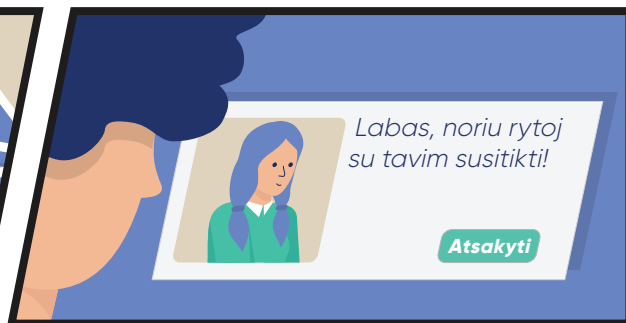 Labas, noriu rytoj
su tavim susitikti!
Atsakyti